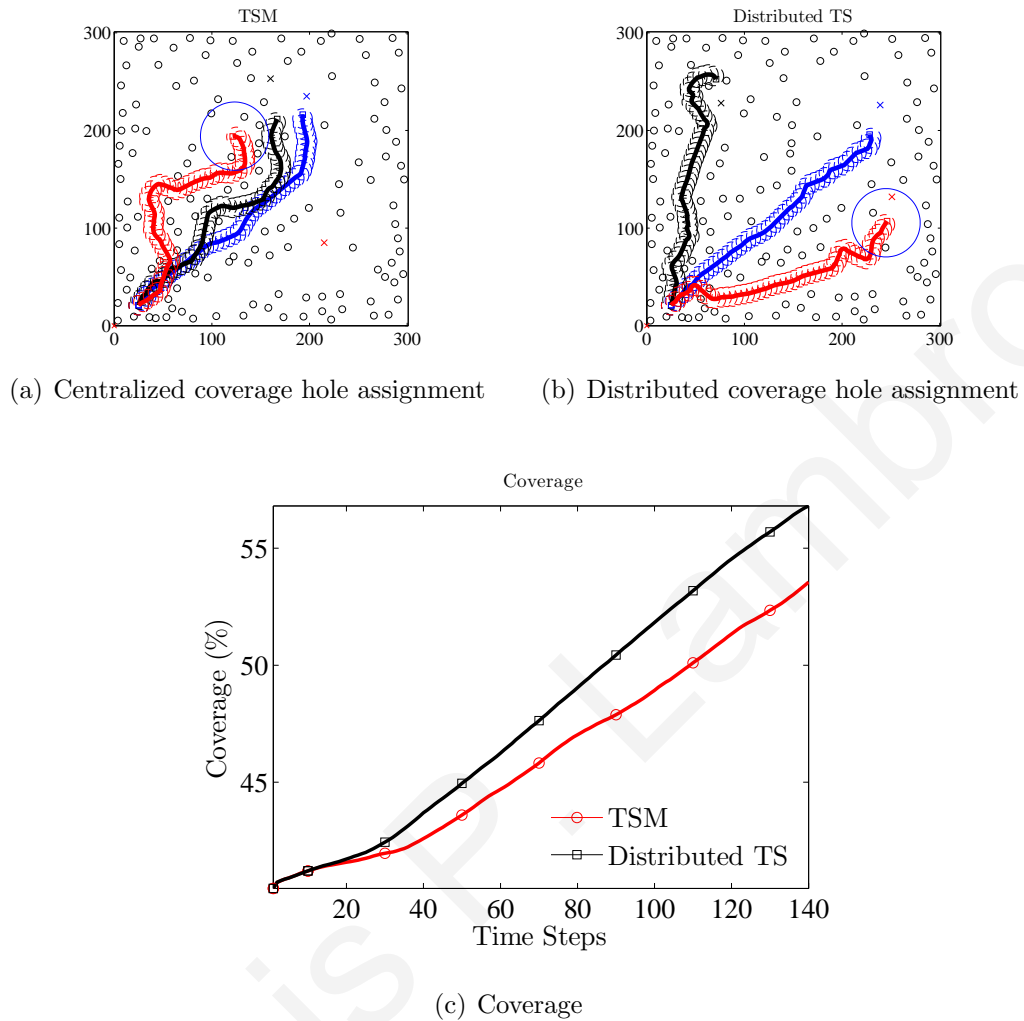 TSM
300
200
100
0
0 100 200 300
(a) Centralized coverage hole assignment
Distributed TS
300
200
100
0
0 100 200 300
(b) Distributed coverage hole assignment
Coverage
Coverage (%)
55
50
45
TSM
Distributed TS
20 40 60 80 100 120 140
Time Steps
(c) Coverage
is P. Lambro